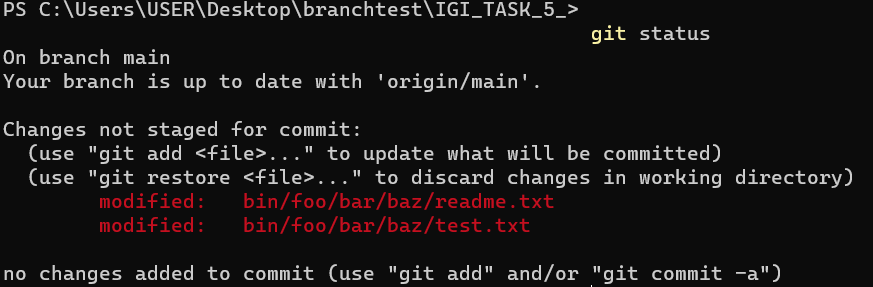 PS C:\Users\USER\Desktop\branchtest\IGI_TASK_5_>
git status
On branch main
Your branch is up to date with 'origin/main'.
Changes not staged for commit:
(use "git add <file>..." to update what will be committed)
(use "git restore <file>..." to discard changes in working directory)
modified: bin/foo/bar/baz/readme.txt
modified: bin/foo/bar/baz/test.txt
no changes added to commit (use "git add" and/or "git commit -a")